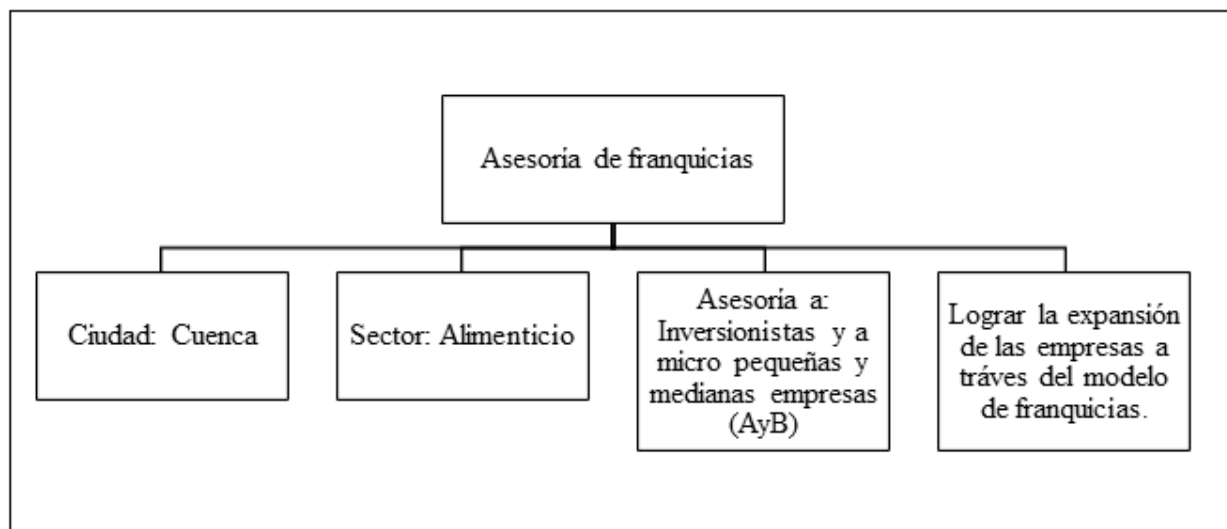 Asesoría de franquicias
Ciudad: Cuenca
Sector: Alimenticio
Asesoría a:
Inversionistas y a
micro pequeñas y
medianas empresas
(AyB)
Lograr la expansión
de las empresas a
tráves del modelo
de franquicias.